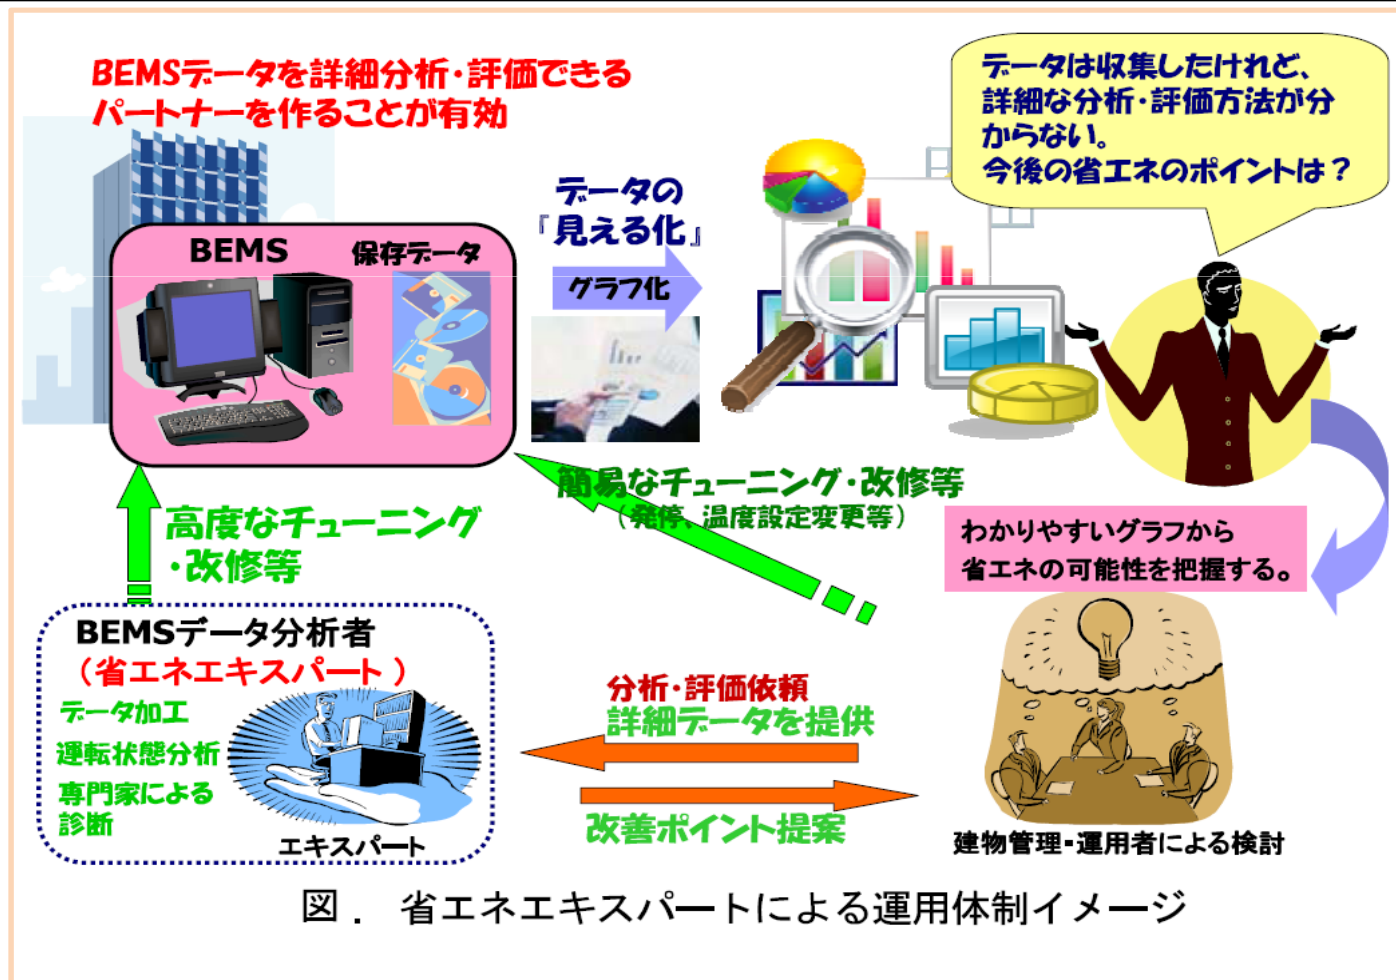 BEMSデータを詳細分析・評価できる
パートナーを作ることが有効
データは収集したけれど、
詳細な分析・評価方法が分
からない。
今後の省エネのポイントは？
BEMS
保存データ
データの
『見える化』
グラフ化
簡易なチューニング・改修等
（発停、温度設定変更等）
高度なチューニング
・改修等
わかりやすいグラフから
省エネの可能性を把握する。
BEMSデータ分析者
（省エネエキスパート）
データ加工
運転状態分析
専門家による
診断
エキスパート
分析・評価依頼
詳細データを提供
改善ポイント提案
建物管理・運用者による検討
図． 省エネエキスパートによる運用体制イメージ